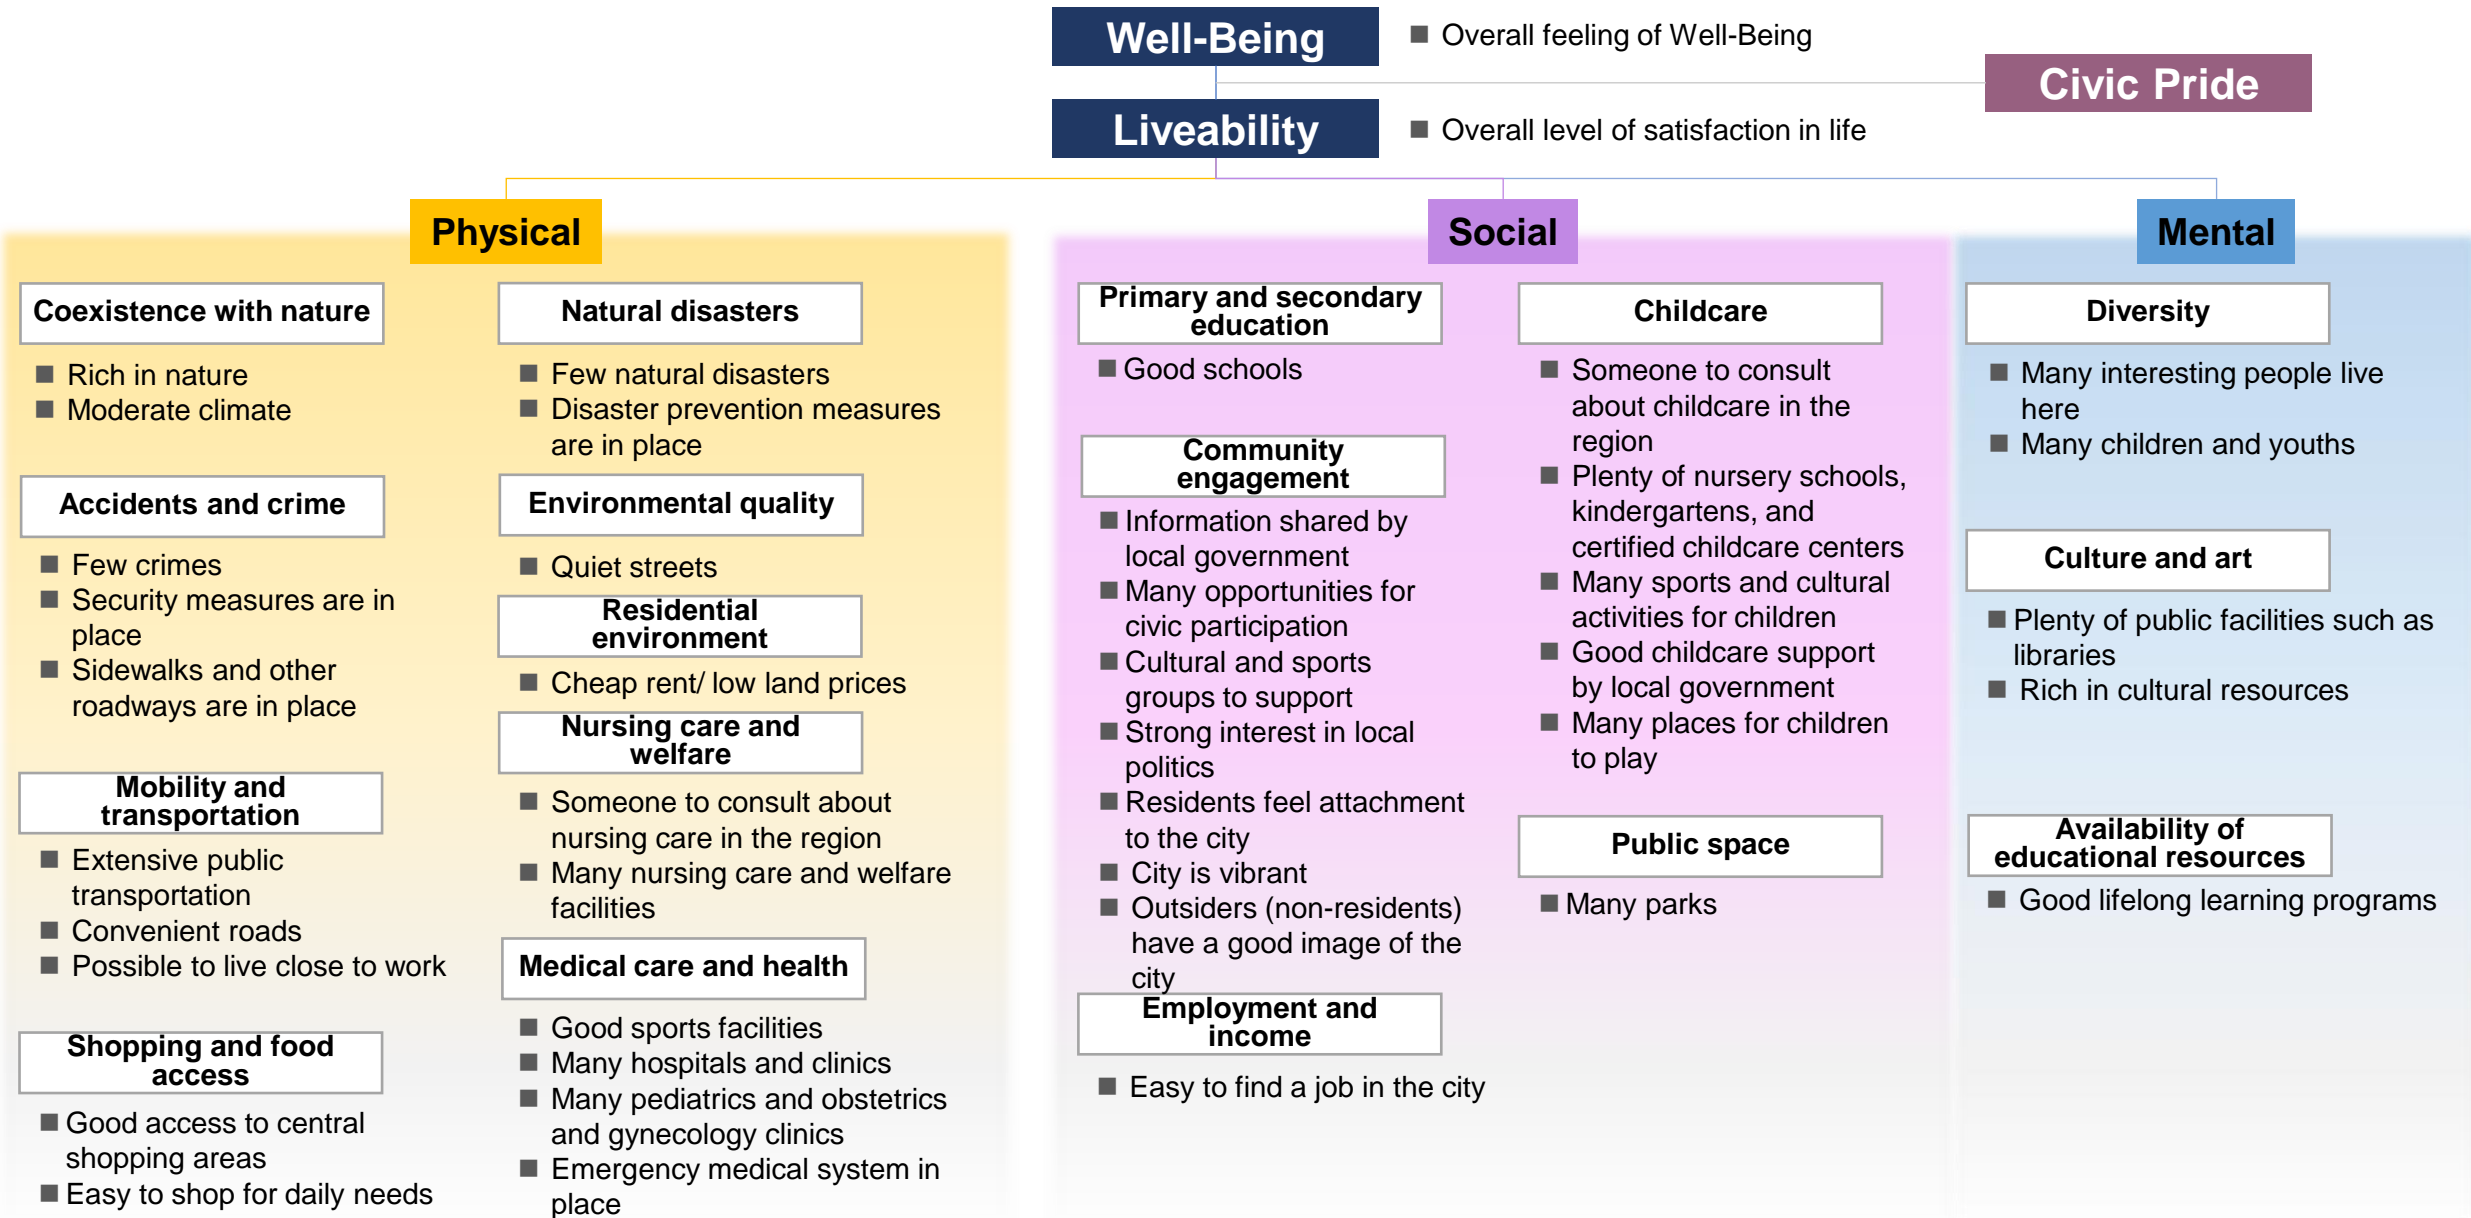 Well-Being
Overall feeling of Well-Being
Civic Pride
Liveability
Overall level of satisfaction in life
Physical
Coexistence with nature
Rich in nature
Moderate climate
Accidents and crime
Few crimes
Security measures are in
place
Sidewalks and other
roadways are in place
Mobility and
transportation
Extensive public
transportation
Convenient roads
Possible to live close to work
Shopping and food
access
Good access to central
shopping areas
Easy to shop for daily needs
Natural disasters
Few natural disasters
Disaster prevention measures
are in place
Environmental quality
Quiet streets
Residential
environment
Cheap rent/ low land prices
Nursing care and
welfare
Someone to consult about
nursing care in the region
Many nursing care and welfare
facilities
Medical care and health
Good sports facilities
Many hospitals and clinics
Many pediatrics and obstetrics
and gynecology clinics
Emergency medical system in
place
Social
Primary and secondary
education
Good schools
Community
engagement
Information shared by
local government
Many opportunities for
civic participation
Cultural and sports
groups to support
Strong interest in local
politics
Residents feel attachment
to the city
City is vibrant
Outsiders (non-residents)
have a good image of the
city
Employment and
income
Easy to find a job in the city
Childcare
Someone to consult
about childcare in the
region
Plenty of nursery schools,
kindergartens, and
certified childcare centers
Many sports and cultural
activities for children
Good childcare support
by local government
Many places for children
to play
Public space
Many parks
Mental
Diversity
Many interesting people live
here
Many children and youths
Culture and art
Plenty of public facilities such as
libraries
Rich in cultural resources
Availability of
educational resources
Good lifelong learning programs